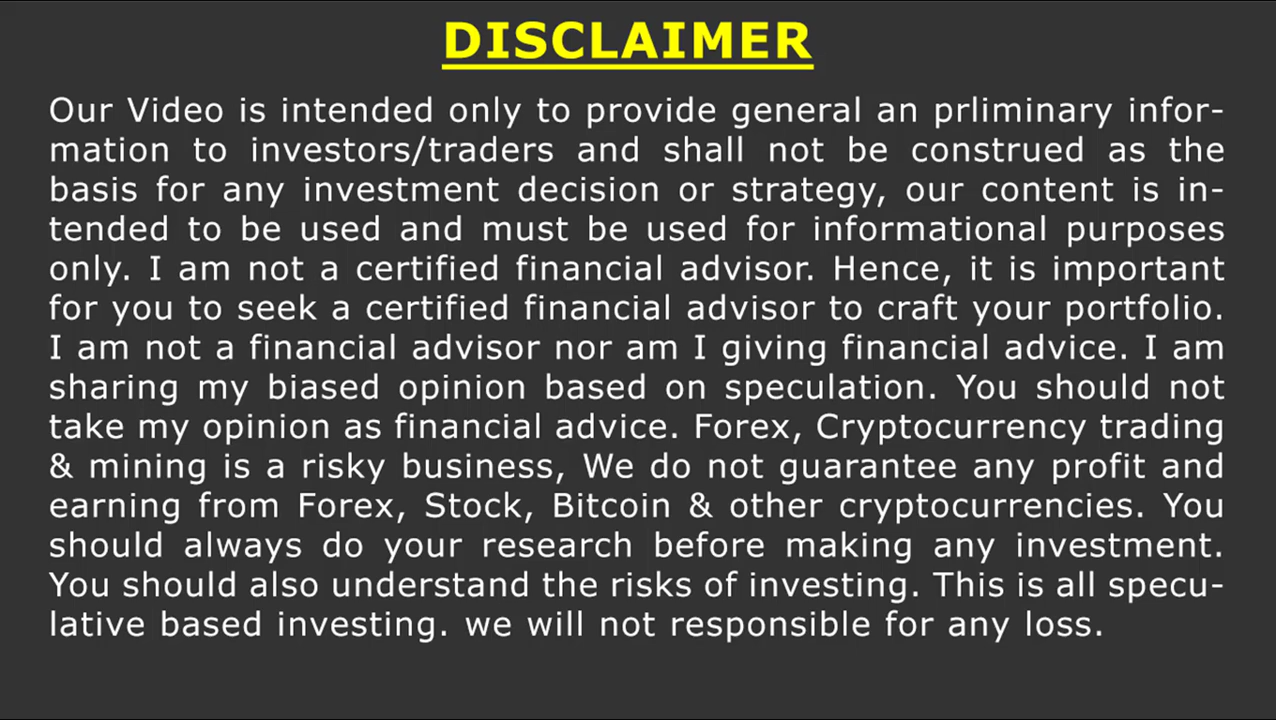 DISCLAIMER
Our Video is intended only to provide general an prliminary infor-
mation to investors/traders and shall not be construed as the
basis for any investment decision or strategy, our content is in-
tended to be used and must be used for informational purposes
only. I am not a certified financial advisor. Hence, it is important
for you to seek a certified financial advisor to craft your portfolio.
I am not a financial advisor nor am I giving financial advice. I am
sharing my biased opinion based on speculation. You should not
take my opinion as financial advice. Forex, Cryptocurrency trading
& mining is a risky business, We do not guarantee any profit and
earning from Forex, Stock, Bitcoin & other cryptocurrencies. You
should always do your research before making any investment.
You should also understand the risks of investing. This is all specu-
lative based investing. we will not responsible for any loss.